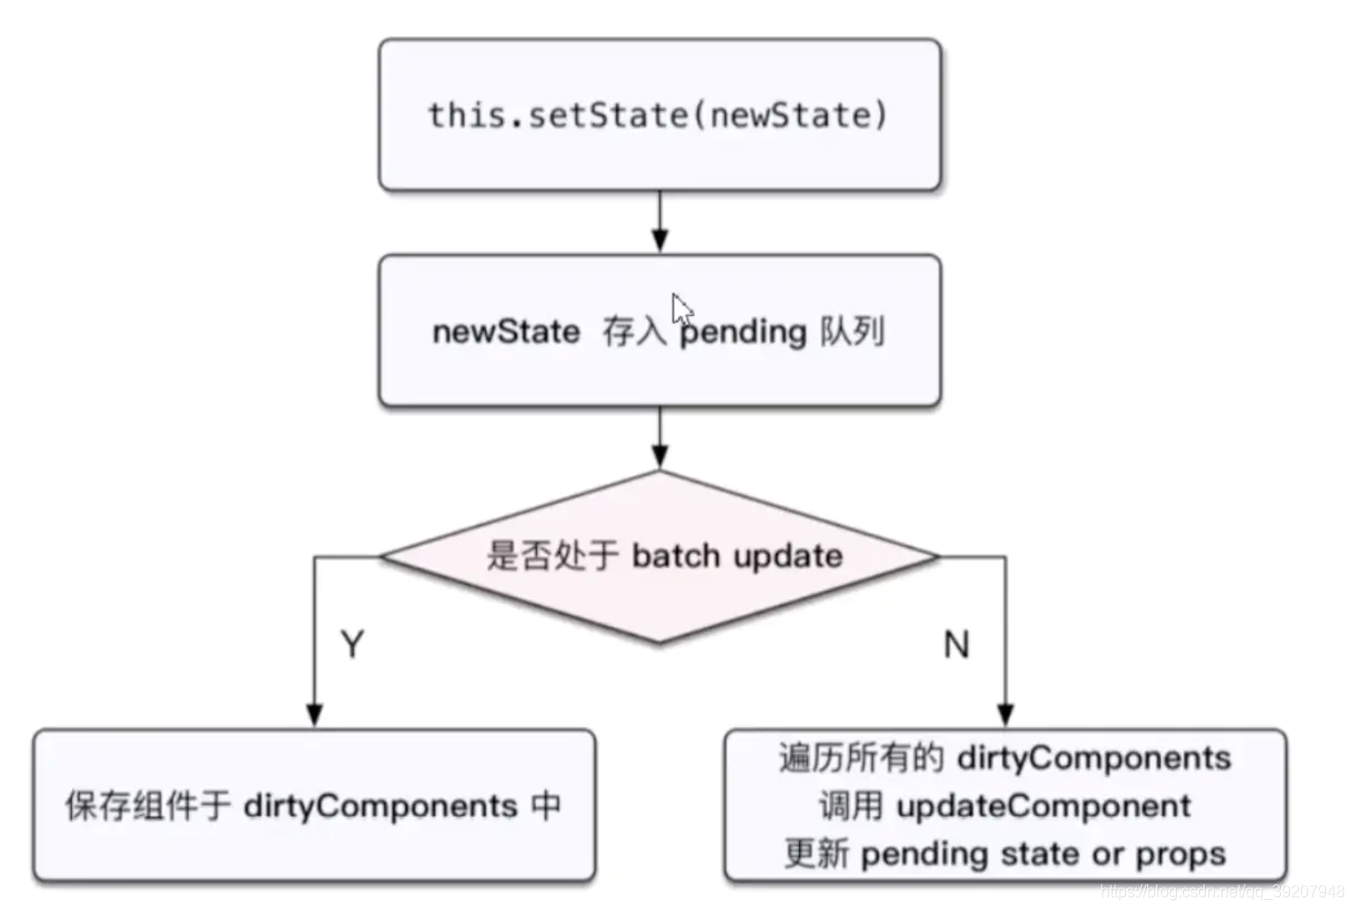 this.setState(newState)
newState 存入 pending 队列
是否处于 batch update
Y
N
保存组件于 dirtyComponents 中
遍历所有的 dirtyComponents
调用 updateComponent
更新 pending state or props
https://blog.csdn.net/qq_39207948